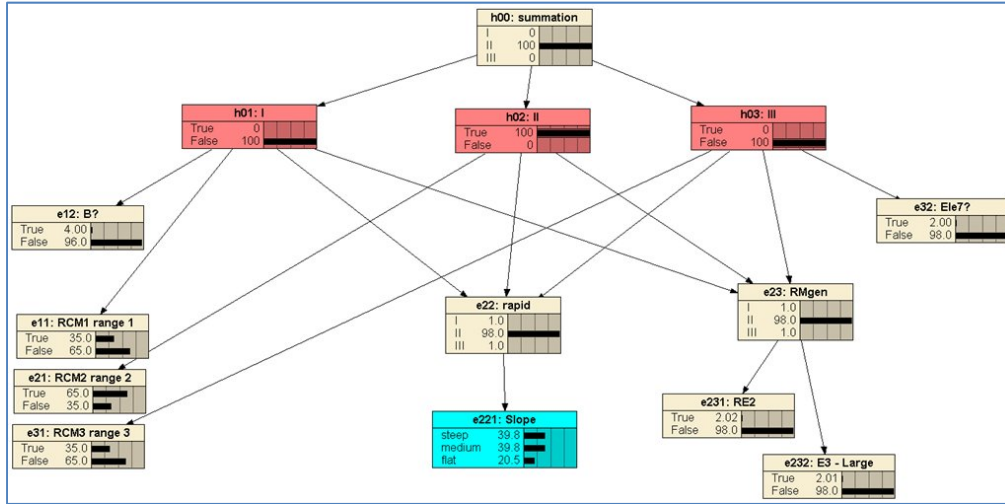 h00: summation
I 0
II 100
III 0
h01: I
True 0
False 100
h02: II
True 100
False 0
h03: III
True 0
False 100
e12: B?
True 4.00
False 96.0
e32: Ele7?
True 2.00
False 98.0
e11: RCM1 range 1
True 35.0
False 65.0
e22: rapid
I 1.0
II 98.0
III 1.0
e23: RMgen
I 1.0
II 98.0
III 1.0
e21: RCM2 range 2
True 65.0
False 35.0
e31: RCM3 range 3
True 35.0
False 65.0
e221: Slope
steep 39.8
medium 39.8
flat 20.5
e231: RE2
True 2.02
False 98.0
e232: E3 - Large
True 2.01
False 98.0